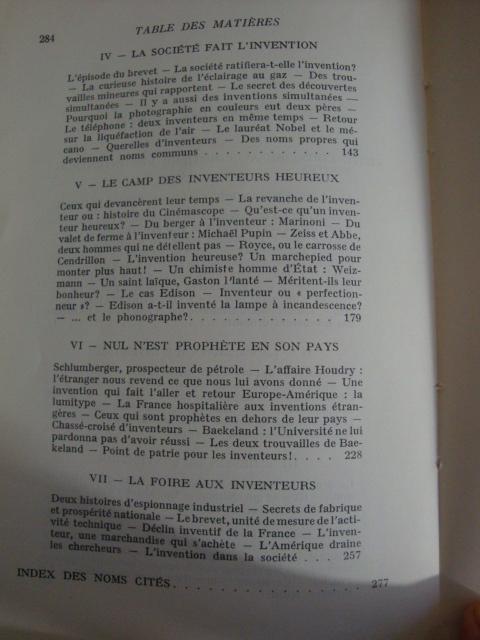 284
TABLE DES MATIÈRES
IV — LA SOCIÉTÉ FAIT L'INVENTION
L'épisode du brevet — La société ratifiera-t-elle l'invention?
— La curieuse histoire de l'éclairage au gaz — Des trou-
vailles mineures qui rapportent — Le secret des découvertes
simultanées — Il y a aussi des inventions simultanées —
Pourquoi la photographie en couleurs eut deux pères —
Le téléphone : deux inventeurs en même temps — Retour
sur la liquéfaction de l'air — Le lauréat Nobel et le mé-
cano — Querelles d'inventeurs — Des noms propres qui
deviennent noms communs . . . . . . . . . . . 143
V — LE CAMP DES INVENTEURS HEUREUX
Ceux qui devancèrent leur temps — La revanche de l'inven-
teur ou : histoire du Cinémascope — Qu'est-ce qu'un inven-
teur heureux? — Du berger à l'inventeur : Marinoni — Du
valet de ferme à l'inventeur : Michaël Pupin — Zeiss et Abbe,
deux hommes qui ne détellent pas — Royce, ou le carrosse de
Cendrillon — L'invention heureuse? Un marchepied pour
monter plus haut! — Un chimiste homme d'État : Weiz-
mann — Un saint laïque, Gaston Planté — Méritent-ils leur
bonheur? — Le cas Edison — Inventeur ou « perfection-
neur »? — Edison a-t-il inventé la lampe à incandescence?
— ... et le phonographe? . . . . . . . . . . . . 179
VI — NUL N'EST PROPHÈTE EN SON PAYS
Schlumberger, prospecteur de pétrole — L'affaire Houdry :
l'étranger nous revend ce que nous lui avons donné — Une
invention qui fait l'aller et retour Europe-Amérique : la
lumitype — La France hospitalière aux inventions étran-
gères — Ceux qui sont prophètes en dehors de leur pays —
Chassé-croisé d'inventeurs — Baekeland : l'Université ne lui
pardonna pas d'avoir réussi — Les deux trouvailles de Bae-
keland — Point de patrie pour les inventeurs! . . . . 228
VII — LA FOIRE AUX INVENTEURS
Deux histoires d'espionnage industriel — Secrets de fabrique
et prospérité nationale — Le brevet, unité de mesure de l'acti-
vité technique — Déclin inventif de la France — L'inven-
teur, une marchandise qui s'achète — L'Amérique draine
les chercheurs — L'invention dans la société . . . 257
INDEX DES NOMS CITÉS . . . . . . . . . . . . . . 277